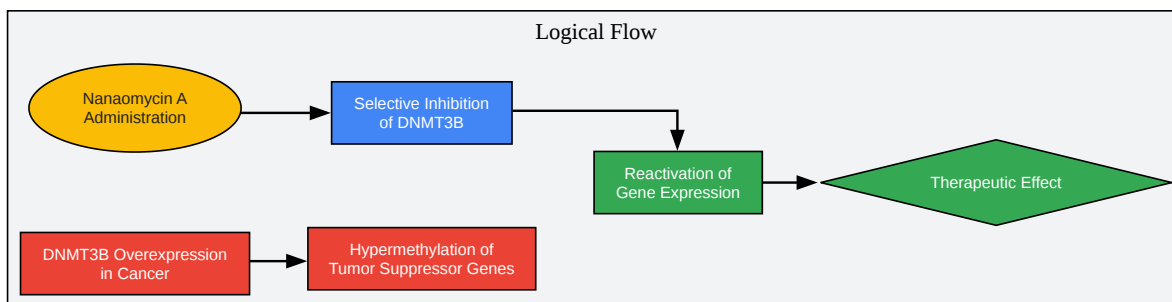 Logical Flow
Nanaomycin A
Administration
Selective Inhibition
of DNMT3B
Reactivation of
Gene Expression
Therapeutic Effect
DNMT3B Overexpression
in Cancer
Hypermethylation of
Tumor Suppressor Genes